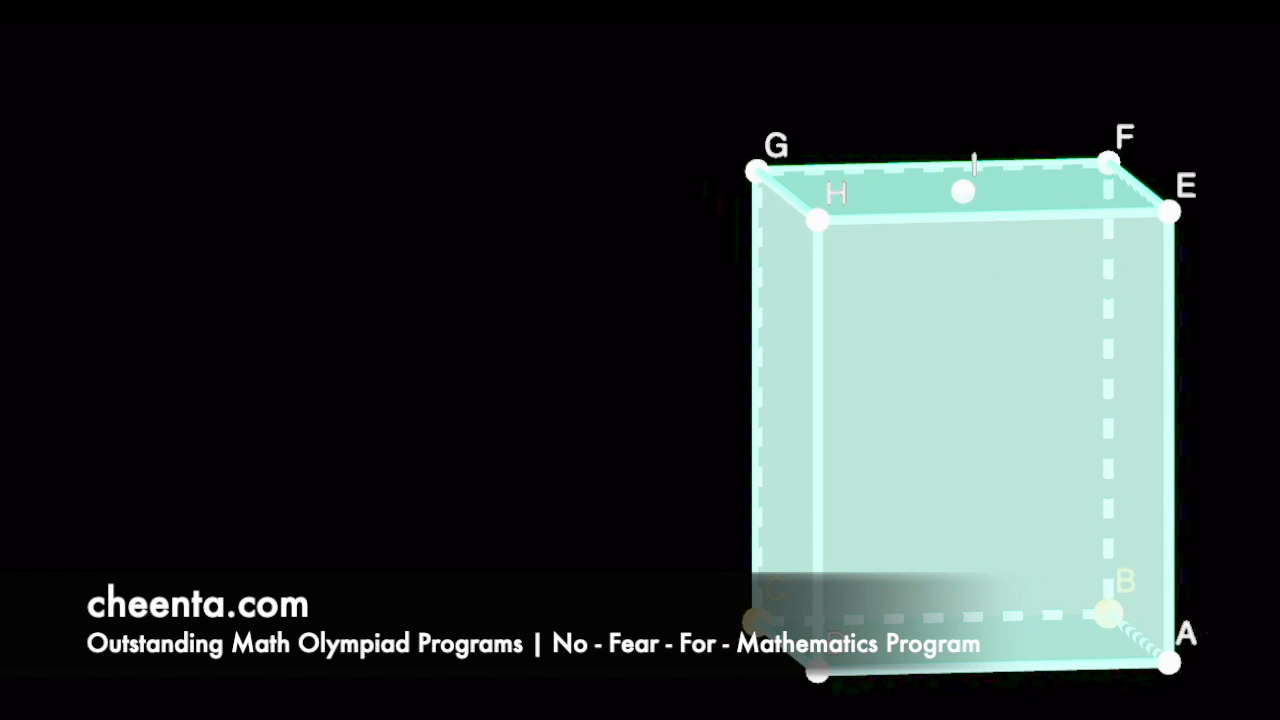 F
G
I
E
H
B
C
A
cheenta.com
Outstanding Math Olympiad Programs | No - Fear - For - Mathematics Program